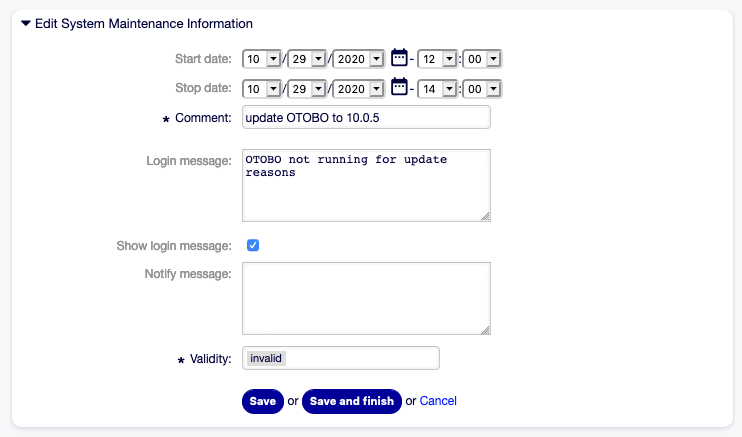 Edit System Maintenance Information
Start date: 10 / 29 / 2020 - 12 : 00
Stop date: 10 / 29 / 2020 - 14 : 00
* Comment: update OTOBO to 10.0.5
Login message: OTOBO not running for update
reasons
Show login message:
Notify message:
* Validity: invalid
Save or Save and finish or Cancel